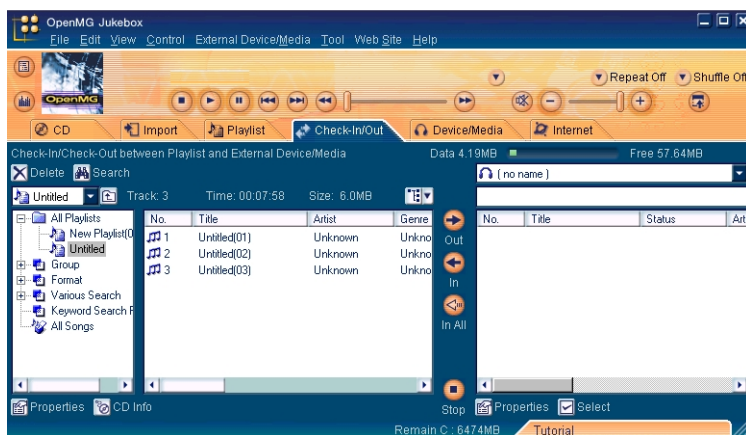 OpenMG Jukebox
File Edit View Control External Device/Media Tool Web Site Help
OpenMG
Repeat Off Shuffle Off
CD Import Playlist Check-In/Out Device/Media Internet
Check-In/Check-Out between Playlist and External Device/Media Data 4.19MB Free 57.64MB
Delete Search ( no name )
Untitled Track: 3 Time: 00:07:58 Size: 6.0MB
All Playlists No. Title Artist Genre No. Title Status Art
New Playlist(0 1 Untitled(01) Unknown Unkno Out
Untitled 2 Untitled(02) Unknown Unkno
Group 3 Untitled(03) Unknown Unkno In
Format
Various Search
Keyword Search F In All
All Songs
Properties CD Info Stop Properties Select
Remain C : 6474MB Tutorial